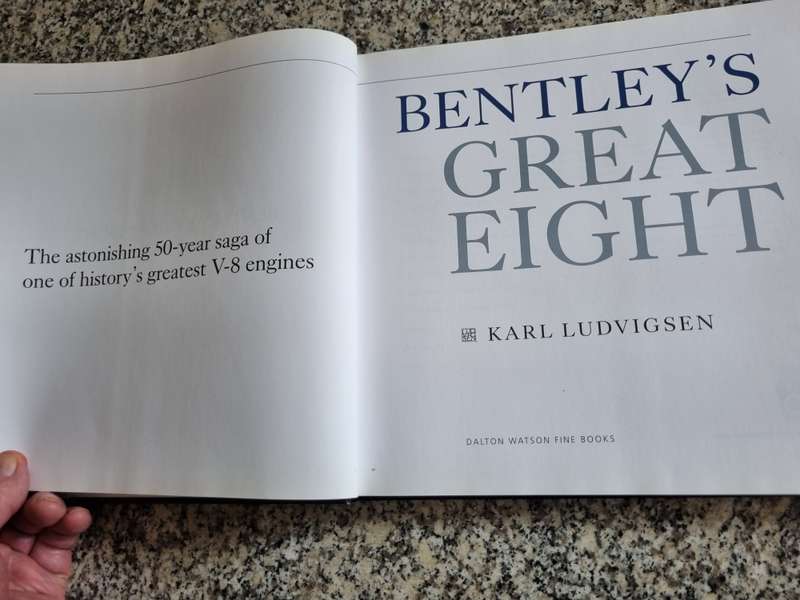 The astonishing 50-year saga of
one of history's greatest V-8 engines
BENTLEY'S
GREAT
EIGHT
KARL LUDVIGSEN
DALTON WATSON FINE BOOKS